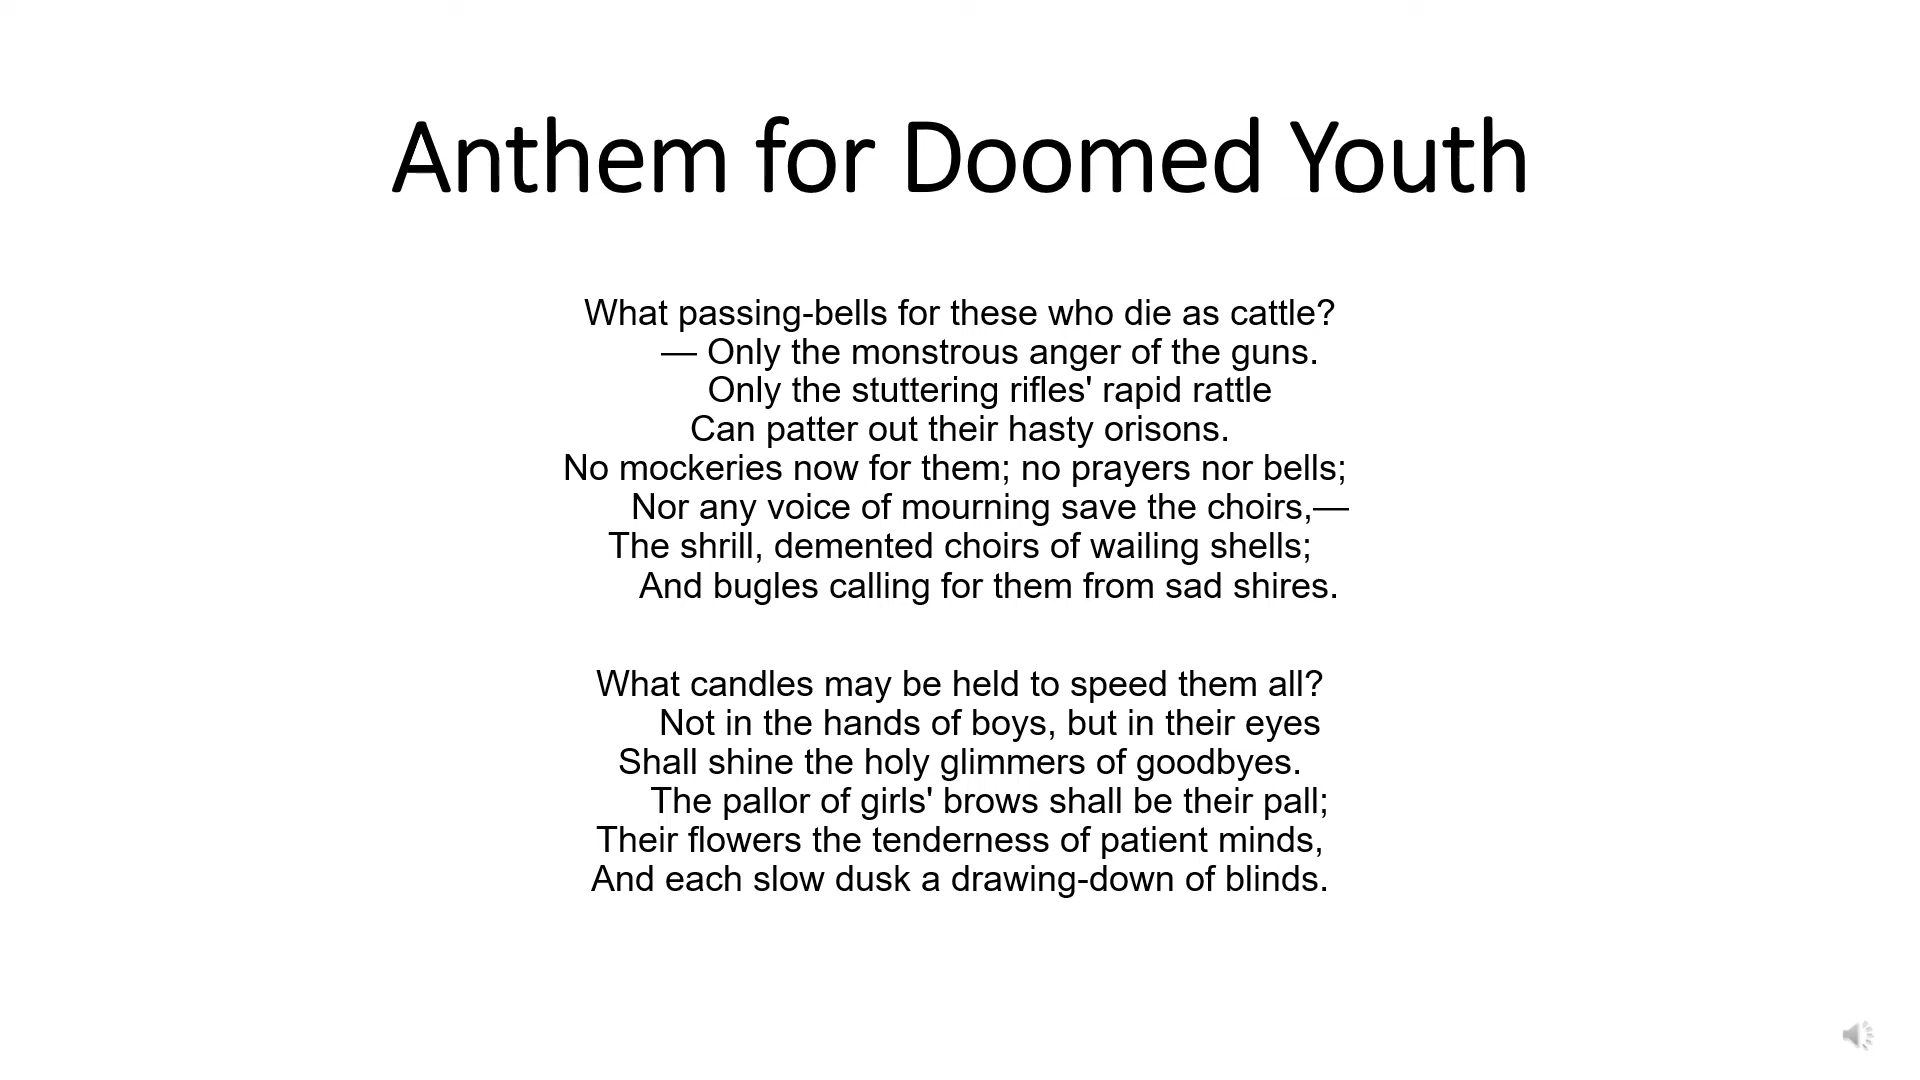 Anthem for Doomed Youth
What passing-bells for these who die as cattle?
— Only the monstrous anger of the guns.
Only the stuttering rifles' rapid rattle
Can patter out their hasty orisons.
No mockeries now for them; no prayers nor bells;
Nor any voice of mourning save the choirs,—
The shrill, demented choirs of wailing shells;
And bugles calling for them from sad shires.
What candles may be held to speed them all?
Not in the hands of boys, but in their eyes
Shall shine the holy glimmers of goodbyes.
The pallor of girls' brows shall be their pall;
Their flowers the tenderness of patient minds,
And each slow dusk a drawing-down of blinds.